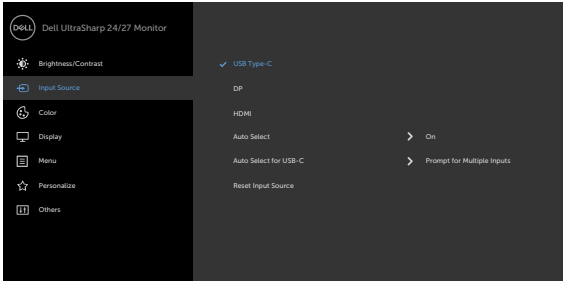 DELL Dell UltraSharp 24/27 Monitor
Brightness/Contrast
USB Type-C
Input Source
DP
Color
HDMI
Display
Auto Select
On
Menu
Auto Select for USB-C
Prompt for Multiple Inputs
Personalize
Reset Input Source
Others